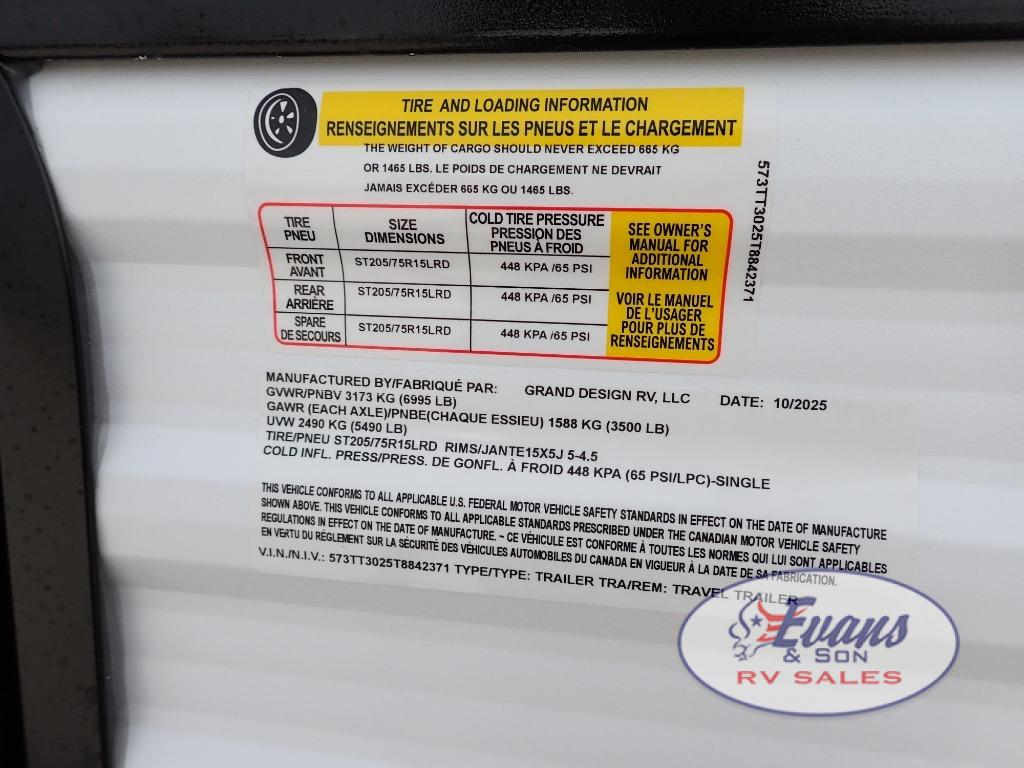 TIRE AND LOADING INFORMATION
RENSEIGNEMENTS SUR LES PNEUS ET LE CHARGEMENT
THE WEIGHT OF CARGO SHOULD NEVER EXCEED 665 KG
OR 1465 LBS. LE POIDS DE CHARGEMENT NE DEVRAIT
JAMAIS EXCÉDER 665 KG OU 1465 LBS.
573TT3025T8842371
TIRE PNEU SIZE DIMENSIONS COLD TIRE PRESSURE PRESSION DES PNEUS À FROID
FRONT AVANT ST205/75R15LRD 448 KPA /65 PSI
REAR ARRIÈRE ST205/75R15LRD 448 KPA /65 PSI
SPARE DE SECOURS ST205/75R15LRD 448 KPA /65 PSI
SEE OWNER'S
MANUAL FOR
ADDITIONAL
INFORMATION
VOIR LE MANUEL
DE L'USAGER
POUR PLUS DE
RENSEIGNEMENTS
MANUFACTURED BY/FABRIQUÉ PAR: GRAND DESIGN RV, LLC DATE: 10/2025
GVWR/PNBV 3173 KG (6995 LB)
GAWR (EACH AXLE)/PNBE(CHAQUE ESSIEU) 1588 KG (3500 LB)
UVW 2490 KG (5490 LB)
TIRE/PNEU ST205/75R15LRD RIMS/JANTE15X5J 5-4.5
COLD INFL. PRESS/PRESS. DE GONFL. À FROID 448 KPA (65 PSI/LPC)-SINGLE
THIS VEHICLE CONFORMS TO ALL APPLICABLE U.S. FEDERAL MOTOR VEHICLE SAFETY STANDARDS IN EFFECT ON THE DATE OF MANUFACTURE
SHOWN ABOVE. THIS VEHICLE CONFORMS TO ALL APPLICABLE STANDARDS PRESCRIBED UNDER THE CANADIAN MOTOR VEHICLE SAFETY
REGULATIONS IN EFFECT ON THE DATE OF MANUFACTURE. ~ CE VÉHICULE EST CONFORME À TOUTES LES NORMES QUI LUI SONT APPLICABLES
EN VERTU DU RÈGLEMENT SUR LA SÉCURITÉ DES VÉHICULES AUTOMOBILES DU CANADA EN VIGUEUR À LA DATE DE SA FABRICATION.
V.I.N./N.I.V.: 573TT3025T8842371 TYPE/TYPE: TRAILER TRA/REM: TRAVEL TRAILER
Evans
& SON
RV SALES